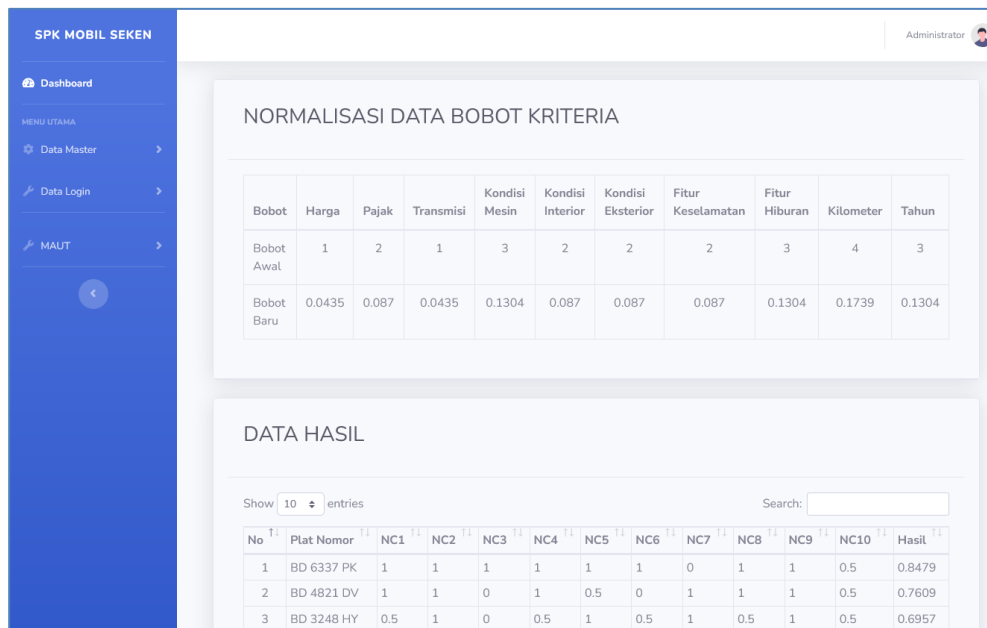 SPK MOBIL SEKEN
Administrator
Dashboard
MENU UTAMA
Data Master
Data Login
MAUT
NORMALISASI DATA BOBOT KRITERIA
Bobot Harga Pajak Transmisi Kondisi Mesin Kondisi Interior Kondisi Eksterior Fitur Keselamatan Fitur Hiburan Kilometer Tahun
Bobot Awal 1 2 1 3 2 2 2 3 4 3
Bobot Baru 0.0435 0.087 0.0435 0.1304 0.087 0.087 0.087 0.1304 0.1739 0.1304
DATA HASIL
Show 10 entries Search:
No Plat Nomor NC1 NC2 NC3 NC4 NC5 NC6 NC7 NC8 NC9 NC10 Hasil
1 BD 6337 PK 1 1 1 1 1 1 0 1 1 0.5 0.8479
2 BD 4821 DV 1 1 0 1 0.5 0 1 1 1 0.5 0.7609
3 BD 3248 HY 0.5 1 0 0.5 1 0.5 1 0.5 1 0.5 0.6957